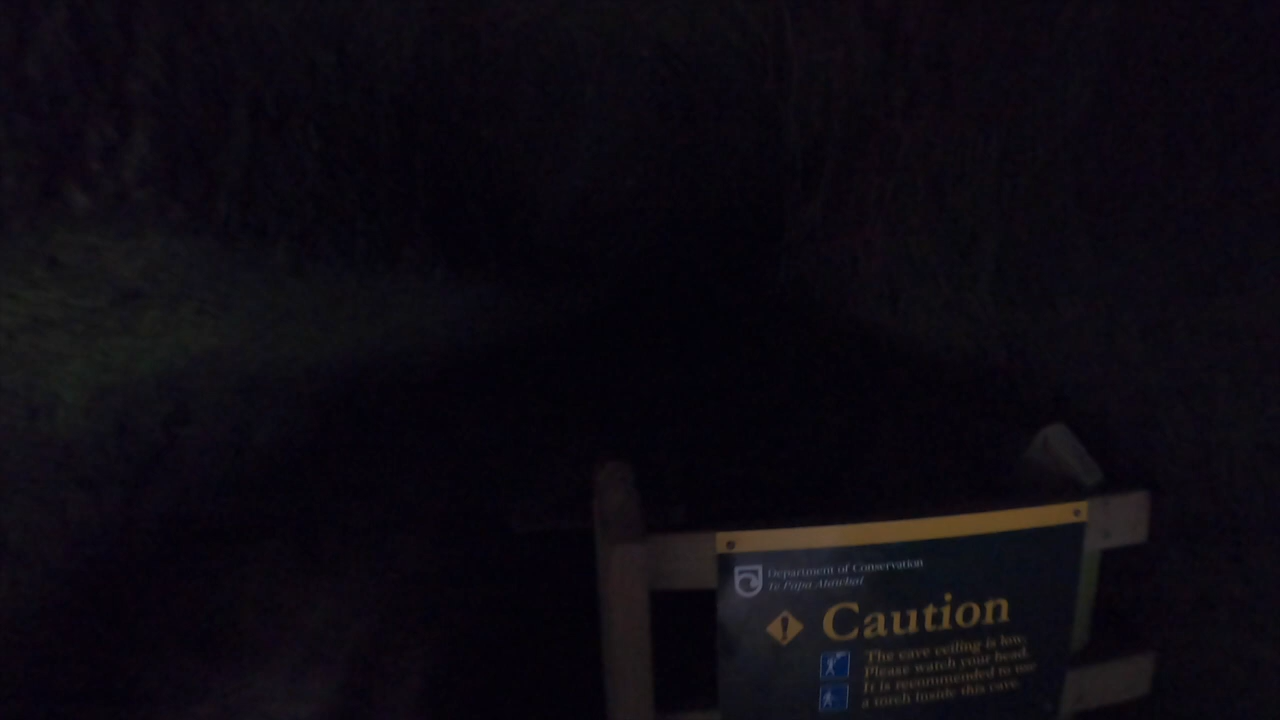 Department of Conservation
Te Papa Atawhai
Caution
The cave ceiling is low.
Please watch your head.
It is recommended to use
a torch inside this cave.